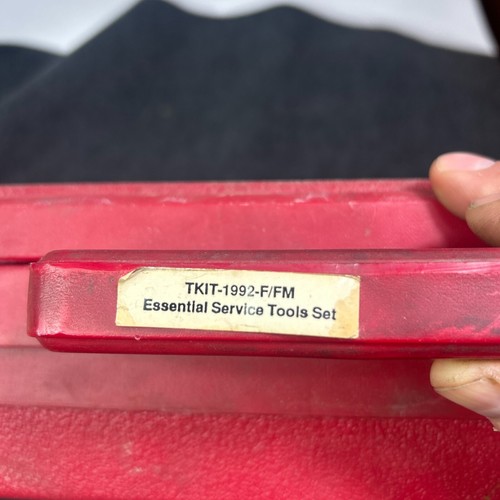 TKIT-1992-F/FM
Essential Service Tools Set